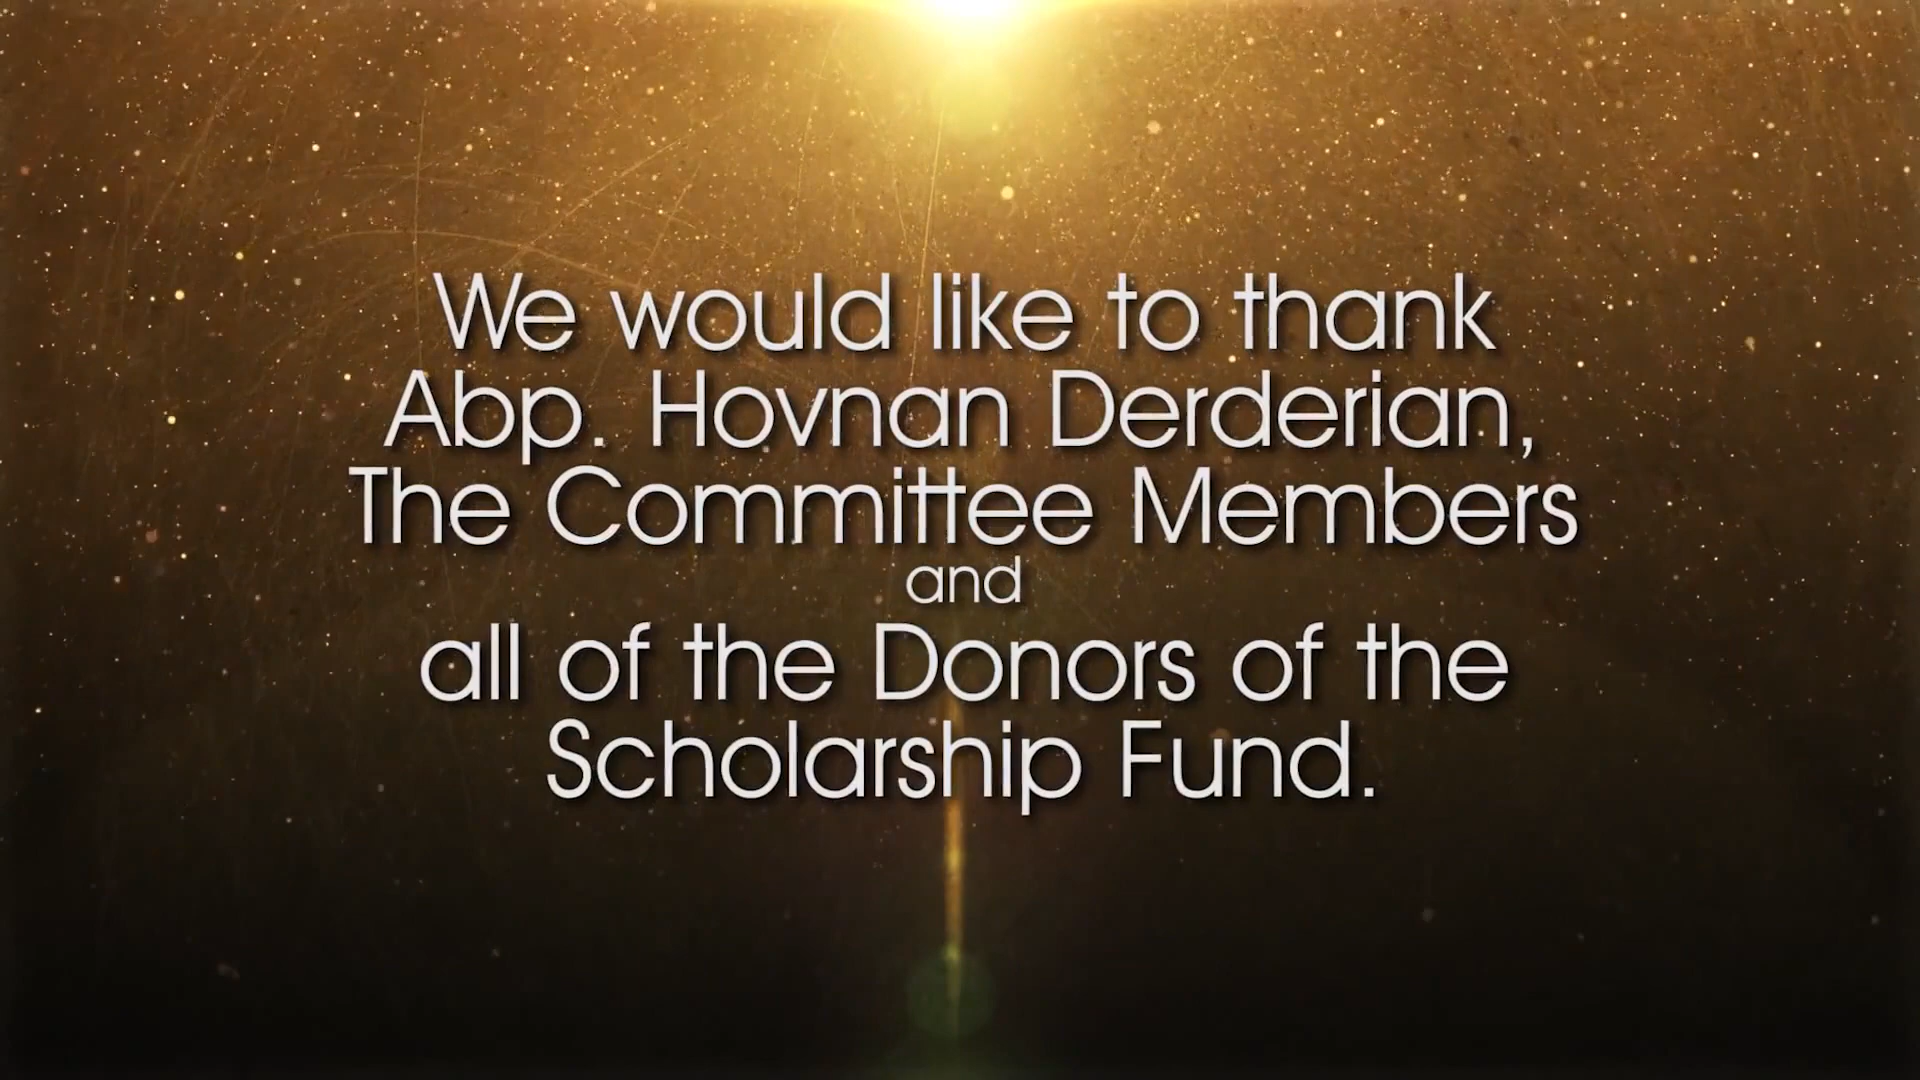 We would like to thank
Abp. Hovnan Derderian,
The Committee Members
and
all of the Donors of the
Scholarship Fund.